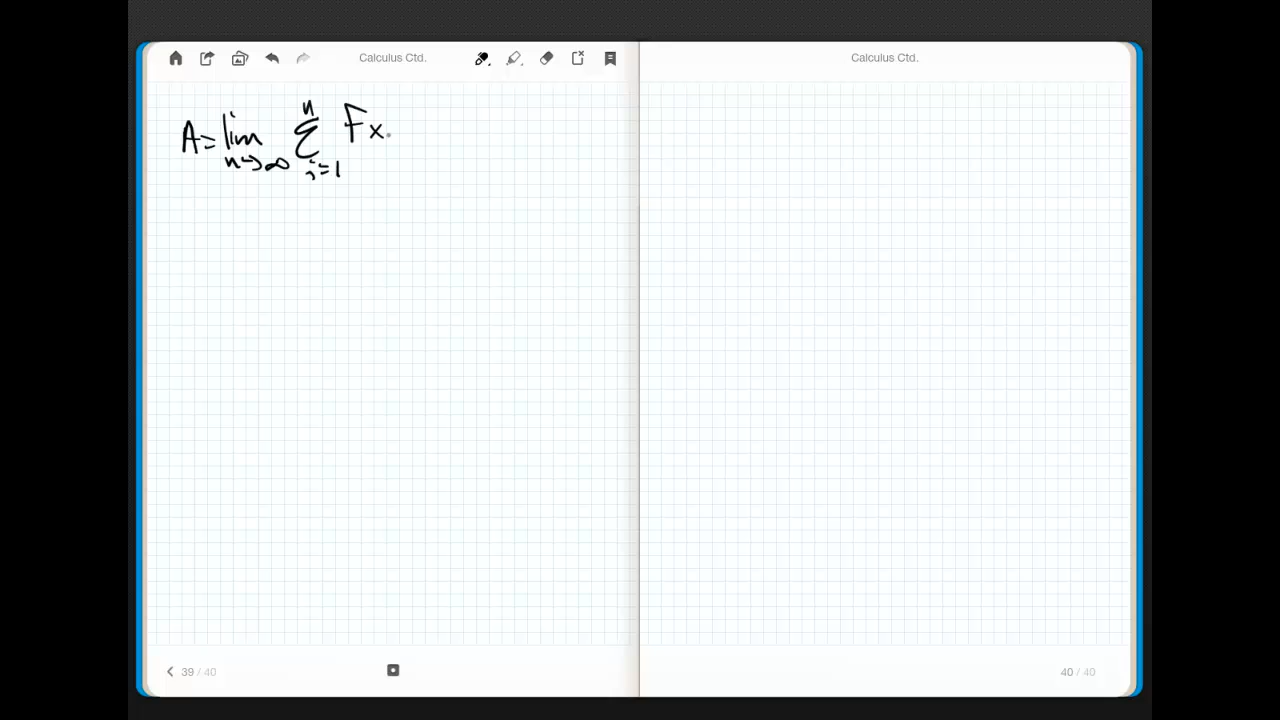 Calculus Ctd.
Calculus Ctd.
A = lim n→∞ n Σ i=1 Fx.
39 / 40
40 / 40